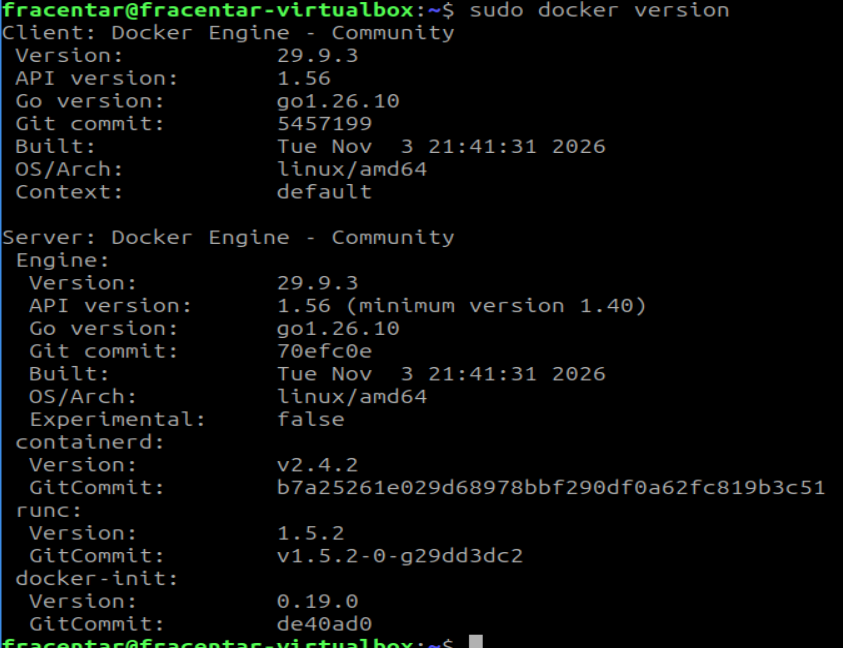 fracentar@fracentar-virtualbox:~$ sudo docker version
Client: Docker Engine - Community
 Version:           29.9.3
 API version:       1.56
 Go version:        go1.26.10
 Git commit:        5457199
 Built:             Tue Nov  3 21:41:31 2026
 OS/Arch:           linux/amd64
 Context:           default

Server: Docker Engine - Community
 Engine:
  Version:          29.9.3
  API version:      1.56 (minimum version 1.40)
  Go version:       go1.26.10
  Git commit:       70efc0e
  Built:            Tue Nov  3 21:41:31 2026
  OS/Arch:          linux/amd64
  Experimental:     false
 containerd:
  Version:          v2.4.2
  GitCommit:        b7a25261e029d68978bbf290df0a62fc819b3c51
 runc:
  Version:          1.5.2
  GitCommit:        v1.5.2-0-g29dd3dc2
 docker-init:
  Version:          0.19.0
  GitCommit:        de40ad0
fracentar@fracentar-virtualbox:~$